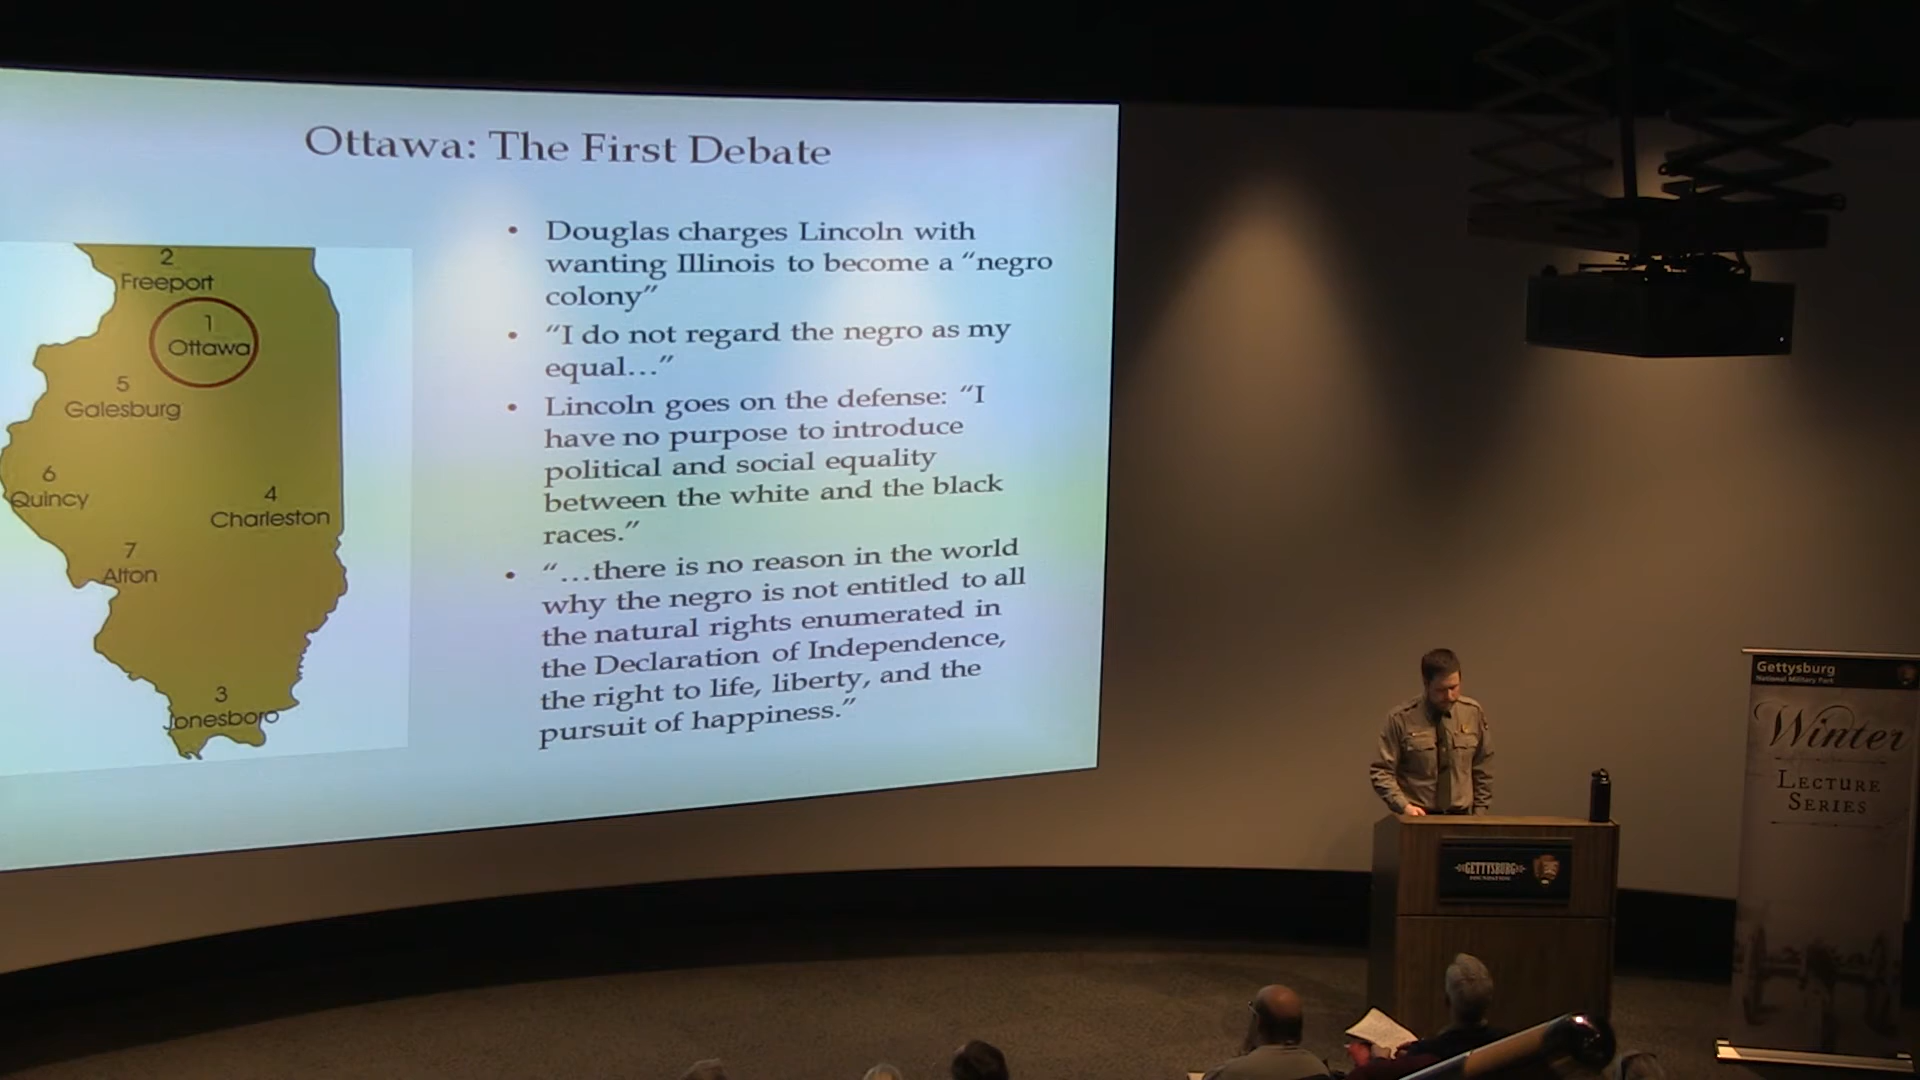 Ottawa: The First Debate
2
Freeport
1
Ottawa
5
Galesburg
6
Quincy
4
Charleston
7
Alton
3
Jonesboro
• Douglas charges Lincoln with
wanting Illinois to become a “negro
colony”
• “I do not regard the negro as my
equal…”
• Lincoln goes on the defense: “I
have no purpose to introduce
political and social equality
between the white and the black
races.”
• “…there is no reason in the world
why the negro is not entitled to all
the natural rights enumerated in
the Declaration of Independence,
the right to life, liberty, and the
pursuit of happiness.”
GETTYSBURG
FOUNDATION
Gettysburg
National Military Park
Winter
LECTURE
SERIES